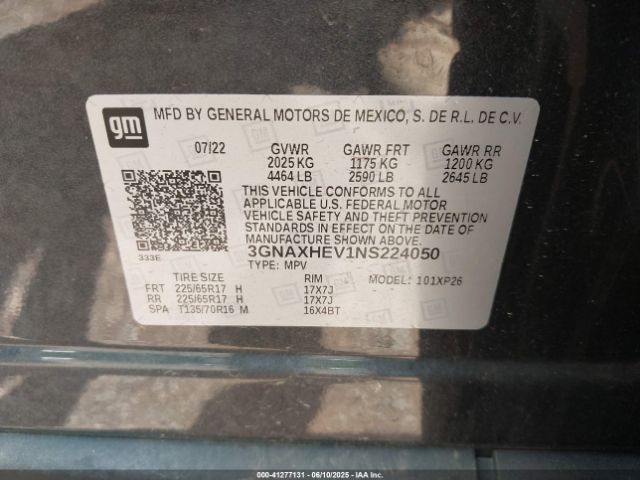 gm
MFD BY GENERAL MOTORS DE MEXICO, S. DE R.L. DE C.V.
07/22 GVWR GAWR FRT GAWR RR
2025 KG 1175 KG 1200 KG
4464 LB 2590 LB 2645 LB
THIS VEHICLE CONFORMS TO ALL
APPLICABLE U.S. FEDERAL MOTOR
VEHICLE SAFETY AND THEFT PREVENTION
STANDARDS IN EFFECT ON THE DATE OF
MANUFACTURE SHOWN ABOVE.
333E 3GNAXHEV1NS224050
TYPE: MPV
TIRE SIZE RIM MODEL: 101XP26
FRT 225/65R17 H 17X7J
RR 225/65R17 H 17X7J
SPA T135/70R16 M 16X4BT
000-41277131 - 06/10/2025 - IAAI.COM